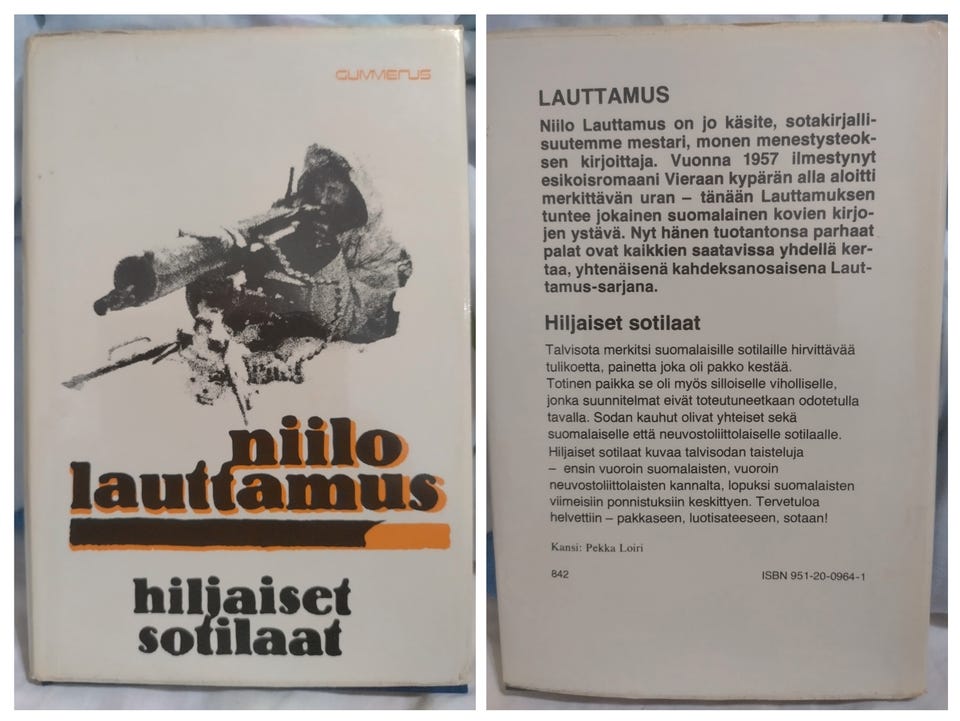 GUMMERUS
niilo
lauttamus
hiljaiset
sotilaat
LAUTTAMUS
Niilo Lauttamus on jo käsite, sotakirjalli-
suutemme mestari, monen menestysteok-
sen kirjoittaja. Vuonna 1957 ilmestynyt
esikoisromaani Vieraan kypärän alla aloitti
merkittävän uran – tänään Lauttamuksen
tuntee jokainen suomalainen kovien kirjo-
jen ystävä. Nyt hänen tuotantonsa parhaat
palat ovat kaikkien saatavissa yhdellä ker-
taa, yhtenäisenä kahdeksanosaisena Laut-
tamus-sarjana.
Hiljaiset sotilaat
Talvisota merkitsi suomalaisille sotilaille hirvittävää
tulikoetta, painetta joka oli pakko kestää.
Totinen paikka se oli myös silloiselle viholliselle,
jonka suunnitelmat eivät toteutuneetkaan odotetulla
tavalla. Sodan kauhut olivat yhteiset sekä
suomalaiselle että neuvostoliittolaiselle sotilaalle.
Hiljaiset sotilaat kuvaa talvisodan taisteluja
– ensin vuoroin suomalaisten, vuoroin
neuvostoliittolaisten kannalta, lopuksi suomalaisten
viimeisiin ponnistuksiin keskittyen. Tervetuloa
helvettiin – pakkaseen, luotisateeseen, sotaan!
Kansi: Pekka Loiri
842 ISBN 951-20-0964-1